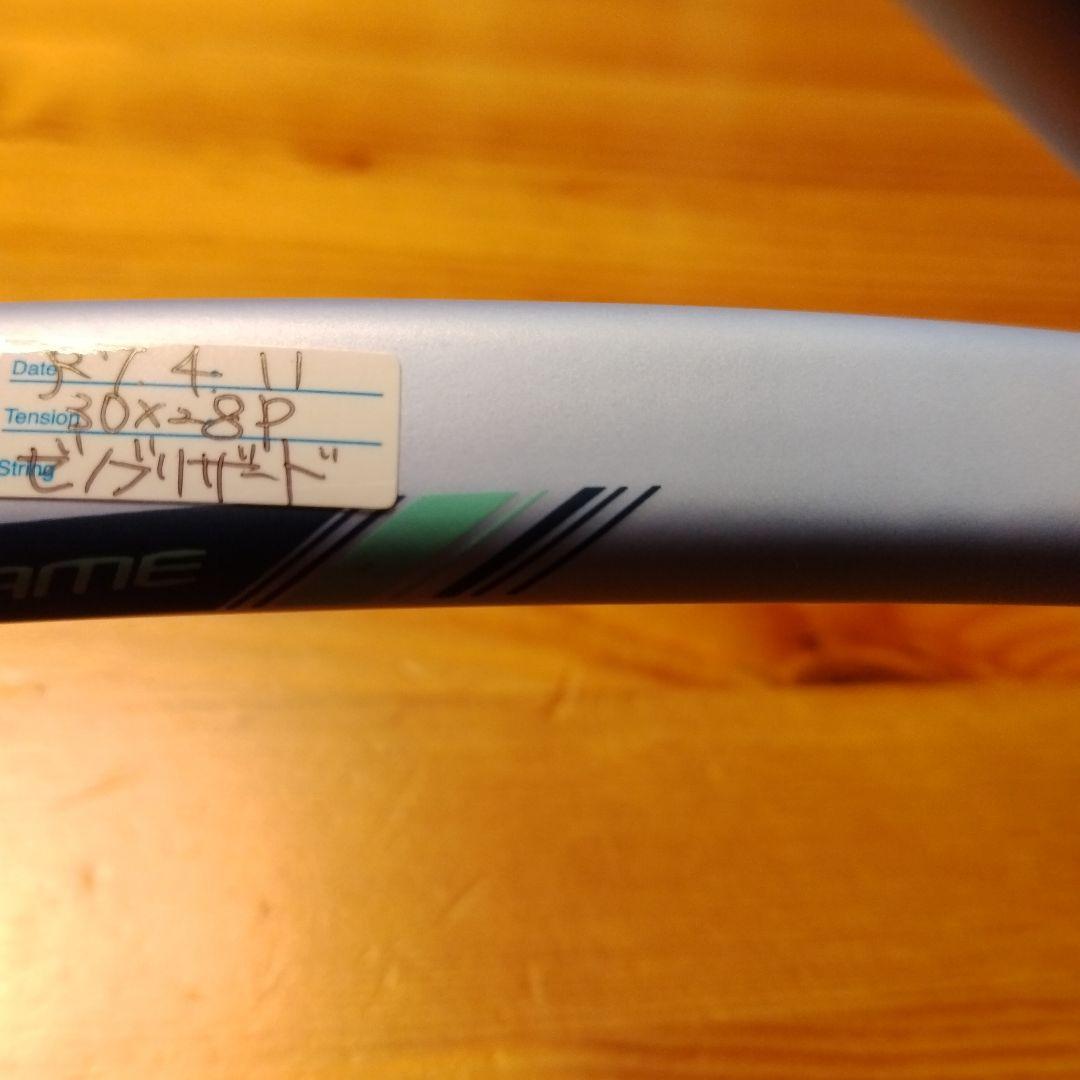 Date R7.4.11
Tension 30×28P
String ゼノブリザード
AME